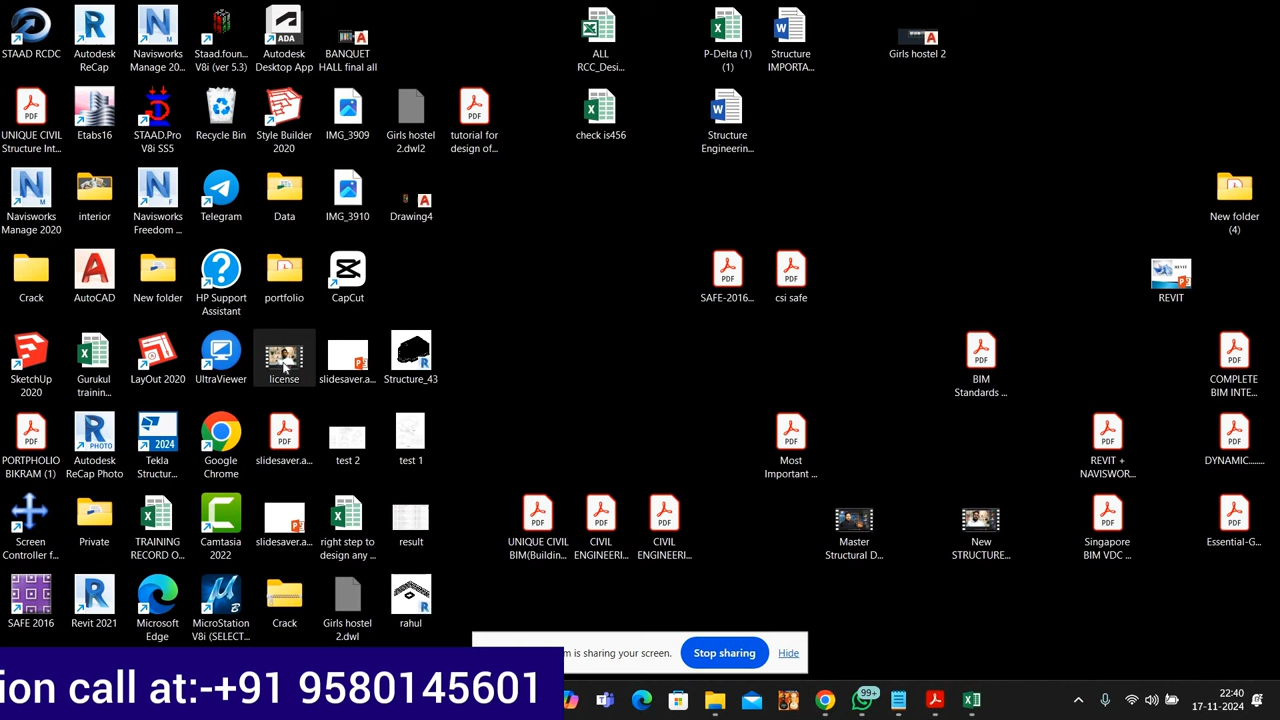 STAAD RCDC
Autodesk
ReCap
Navisworks
Manage 20...
Staad.foun...
V8i (ver 5.3)
ADA
Autodesk
Desktop App
BANQUET
HALL final all
ALL
RCC_Desi...
P-Delta (1)
(1)
Structure
IMPORTA...
Girls hostel 2
UNIQUE CIVIL
Structure Int...
Etabs16
STAAD.Pro
V8i SS5
Recycle Bin
Style Builder
2020
IMG_3909
Girls hostel
2.dwl2
tutorial for
design of...
check is456
Structure
Engineerin...
Navisworks
Manage 2020
interior
Navisworks
Freedom ...
Telegram
Data
IMG_3910
Drawing4
New folder
(4)
Crack
AutoCAD
New folder
HP Support
Assistant
portfolio
CapCut
SAFE-2016...
csi safe
REVIT
SketchUp
2020
Gurukul
trainin...
LayOut 2020
UltraViewer
license
slidesaver.a...
Structure_43
BIM
Standards ...
COMPLETE
BIM INTE...
PORTPHOLIO
BIKRAM (1)
PHOTO
Autodesk
ReCap Photo
2024
Tekla
Structur...
Google
Chrome
slidesaver.a...
test 2
test 1
Most
Important ...
REVIT +
NAVISWOR...
DYNAMIC........
Screen
Controller f...
Private
TRAINING
RECORD O...
Camtasia
2022
slidesaver.a...
right step to
design any ...
result
UNIQUE CIVIL
BIM(Buildin...
CIVIL
ENGINEERI...
CIVIL
ENGINEERI...
Master
Structural D...
New
STRUCTURE...
Singapore
BIM VDC ...
Essential-G...
SAFE 2016
Revit 2021
Microsoft
Edge
MicroStation
V8i (SELECT...
Crack
Girls hostel
2.dwl
rahul
m is sharing your screen.
Stop sharing
Hide
ion call at:-+91 9580145601
99+
22:40
17-11-2024